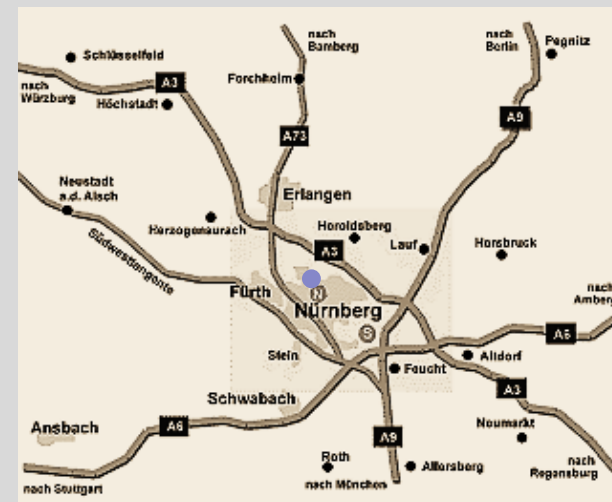 nach
Bamberg
nach
Berlin
Pegnitz
Schlüsselfeld
A3
Forchheim
nach
Würzburg
Höchstadt
A9
A73
Neustadt
a.d. Aisch
Erlangen
Herzogenaurach
Heroldsberg
A3
Lauf
Hersbruck
Südwesttangente
Fürth
N
Nürnberg
nach
Amberg
S
A6
Stein
Feucht
Altdorf
Schwabach
A3
Ansbach
A6
A9
Neumarkt
Roth
Allersberg
nach
Regensburg
nach Stuttgart
nach München